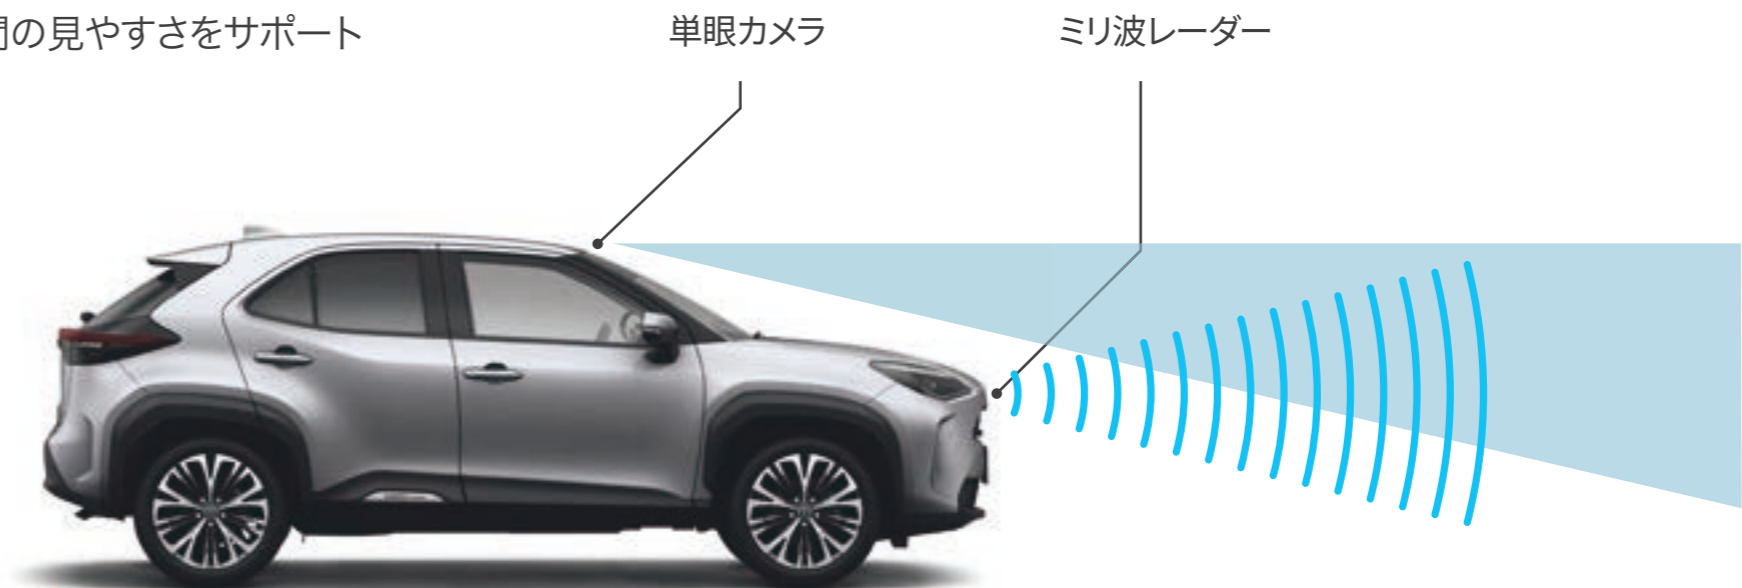 の見やすさをサポート
単眼カメラ
ミリ波レーダー